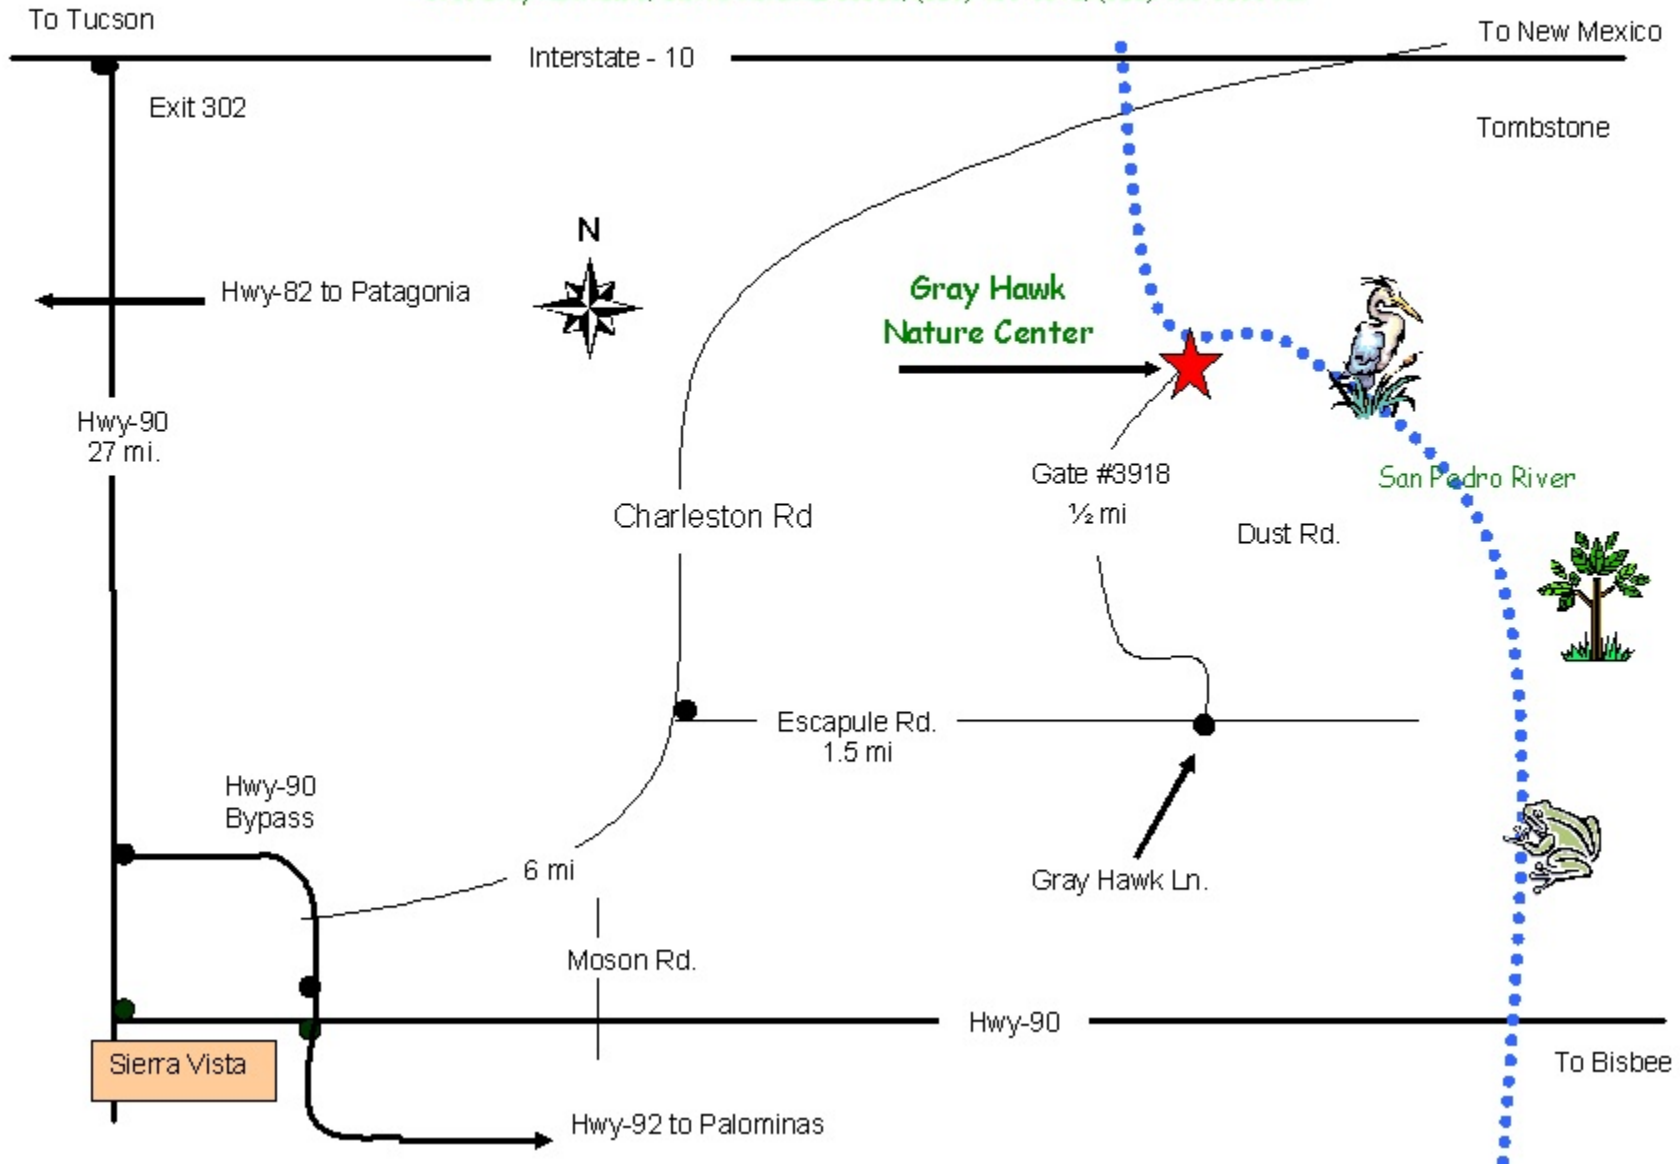 To Tucson
Interstate - 10
To New Mexico
Exit 302
Tombstone
N
Hwy-82 to Patagonia
Gray Hawk
Nature Center
Hwy-90
27 mi.
Gate #3918
½ mi
San Pedro River
Charleston Rd
Dust Rd.
Escapule Rd.
1.5 mi
Hwy-90
Bypass
6 mi
Gray Hawk Ln.
Moson Rd.
Hwy-90
Sierra Vista
To Bisbee
Hwy-92 to Palominas